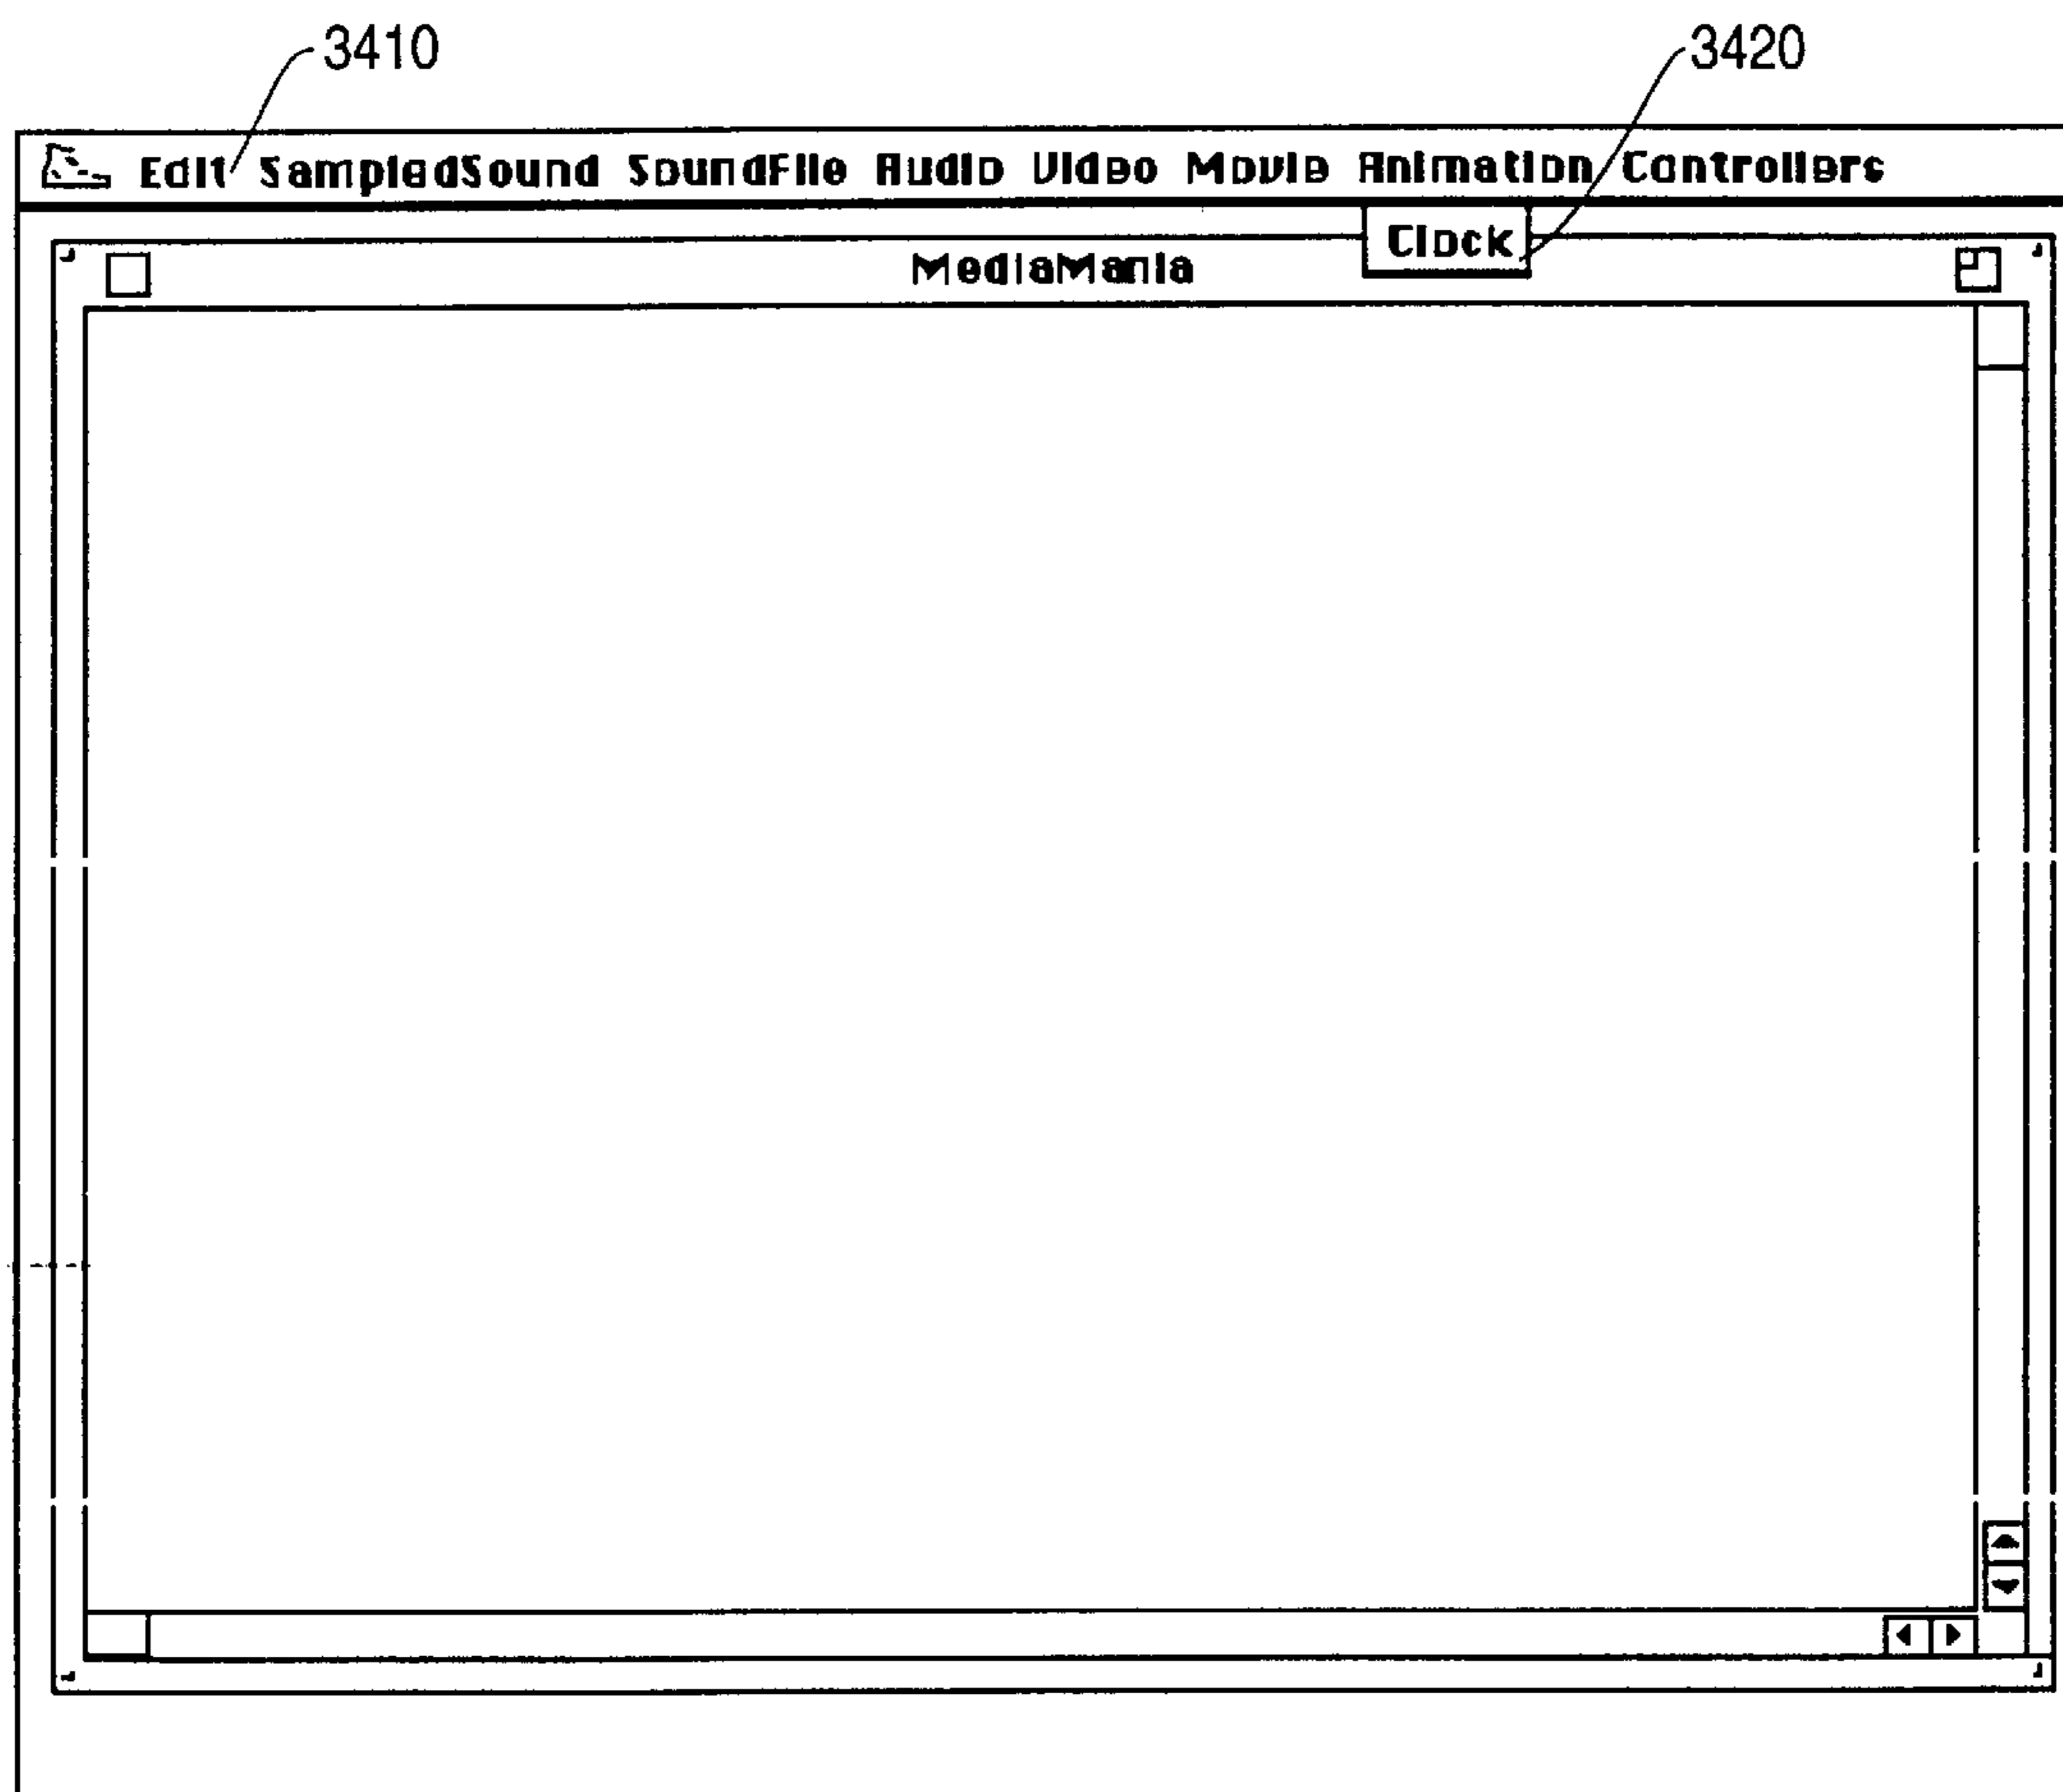 3410
3420
Edit SampledSound SoundFile Audio Video Movie Animation Controllers
Clock
MediaMania